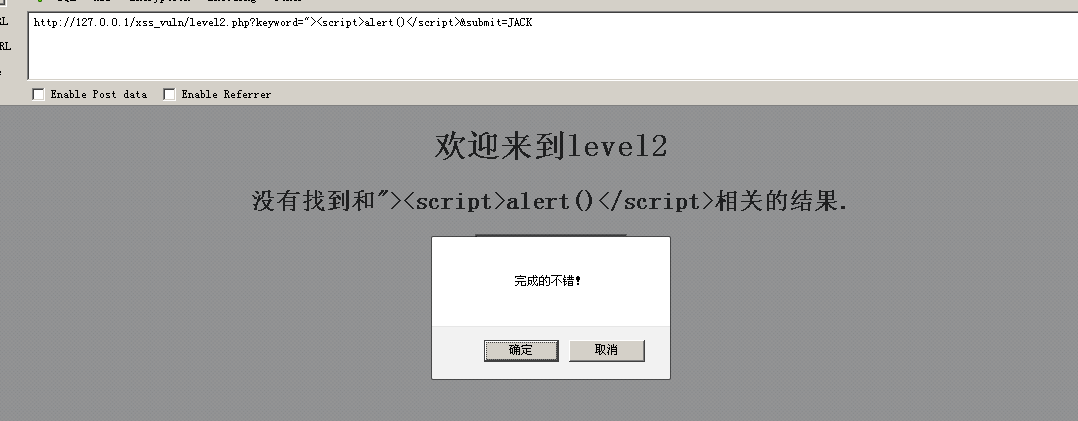 RL
http://127.0.0.1/xss_vuln/level2.php?keyword="><script>alert()</script>&submit=JACK
RL
Enable Post data Enable Referrer
欢迎来到level2
没有找到和"><script>alert()</script>相关的结果.
完成的不错!
确定 取消